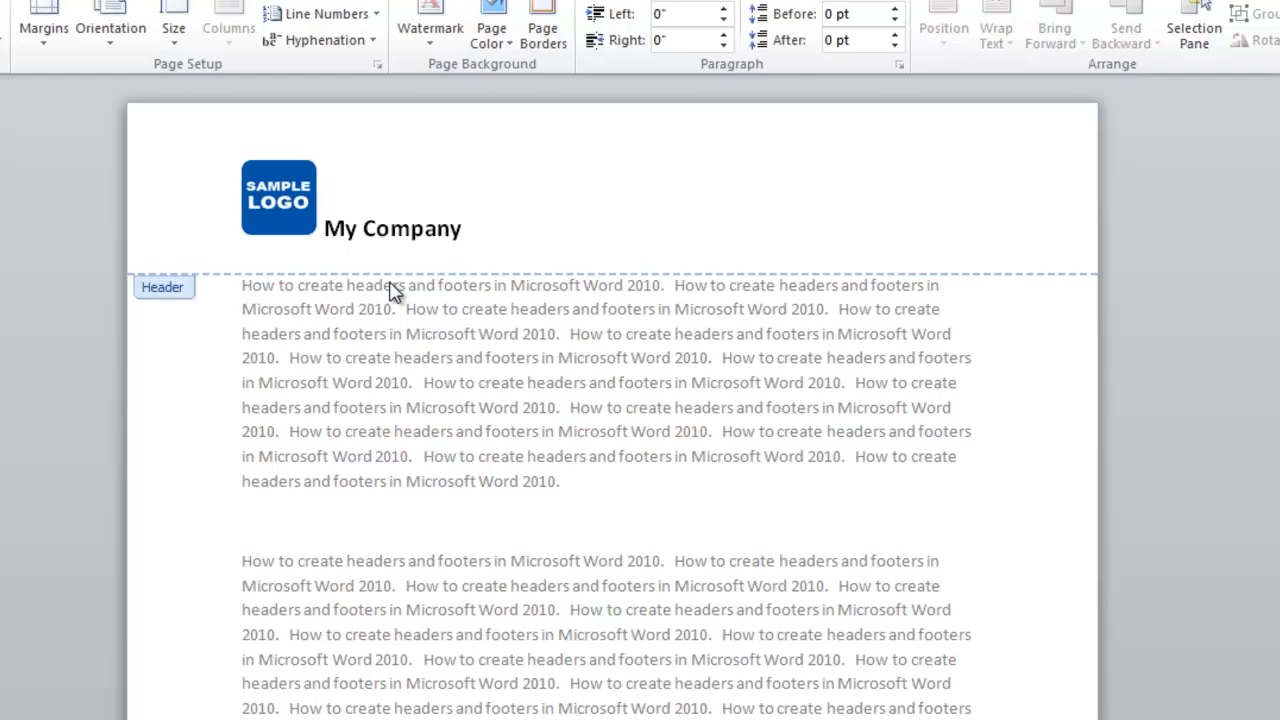 Margins Orientation Size Columns Line Numbers Watermark Page Color Page Borders Left: 0" Before: 0 pt Position Wrap Text Bring Forward Send Backward Selection Pane
Hyphenation Right: 0" After: 0 pt
Page Setup Page Background Paragraph Arrange
SAMPLE
LOGO
My Company
Header
How to create headers and footers in Microsoft Word 2010. How to create headers and footers in
Microsoft Word 2010. How to create headers and footers in Microsoft Word 2010. How to create
headers and footers in Microsoft Word 2010. How to create headers and footers in Microsoft Word
2010. How to create headers and footers in Microsoft Word 2010. How to create headers and footers
in Microsoft Word 2010. How to create headers and footers in Microsoft Word 2010. How to create
headers and footers in Microsoft Word 2010. How to create headers and footers in Microsoft Word
2010. How to create headers and footers in Microsoft Word 2010. How to create headers and footers
in Microsoft Word 2010. How to create headers and footers in Microsoft Word 2010. How to create
headers and footers in Microsoft Word 2010.
How to create headers and footers in Microsoft Word 2010. How to create headers and footers in
Microsoft Word 2010. How to create headers and footers in Microsoft Word 2010. How to create
headers and footers in Microsoft Word 2010. How to create headers and footers in Microsoft Word
2010. How to create headers and footers in Microsoft Word 2010. How to create headers and footers
in Microsoft Word 2010. How to create headers and footers in Microsoft Word 2010. How to create
headers and footers in Microsoft Word 2010. How to create headers and footers in Microsoft Word
2010. How to create headers and footers in Microsoft Word 2010. How to create headers and footers